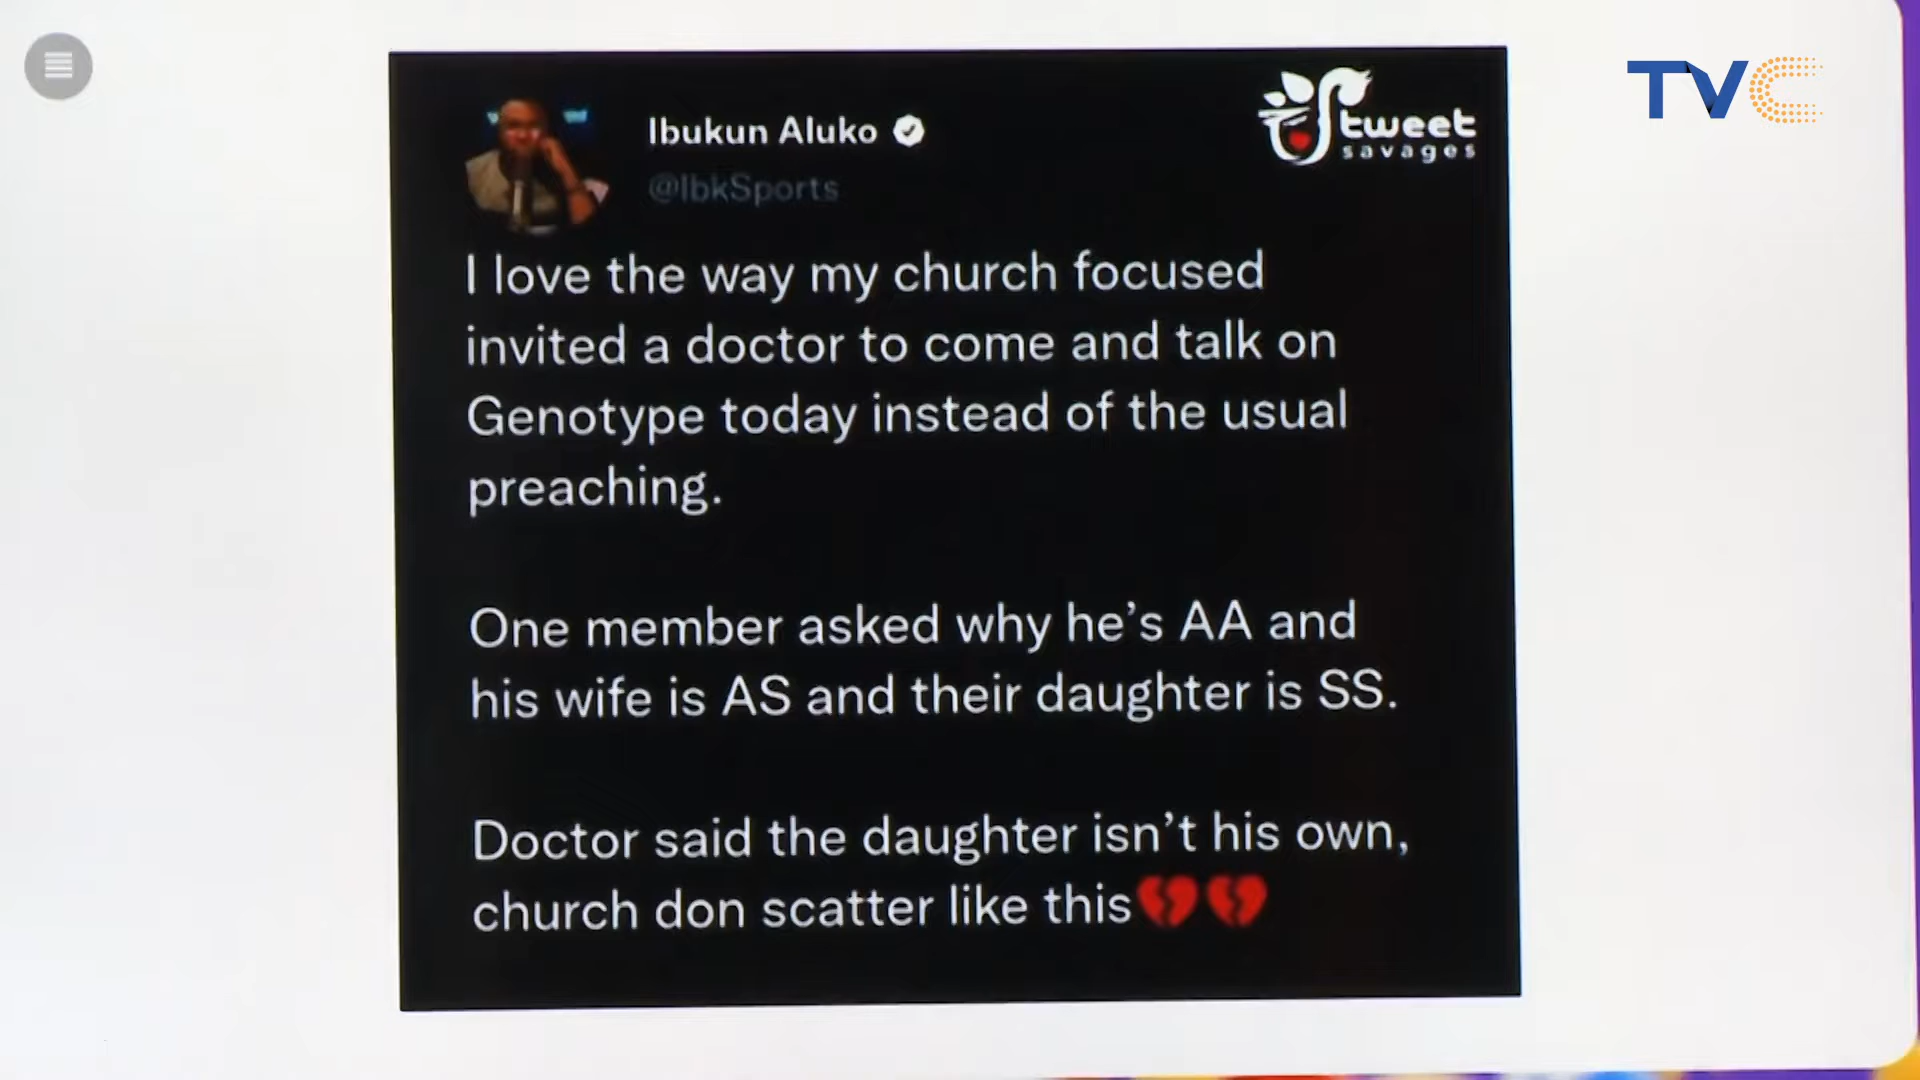 TVC
Ibukun Aluko
@IbkSports
tweet
savages
I love the way my church focused
invited a doctor to come and talk on
Genotype today instead of the usual
preaching.
One member asked why he's AA and
his wife is AS and their daughter is SS.
Doctor said the daughter isn't his own,
church don scatter like this💔💔